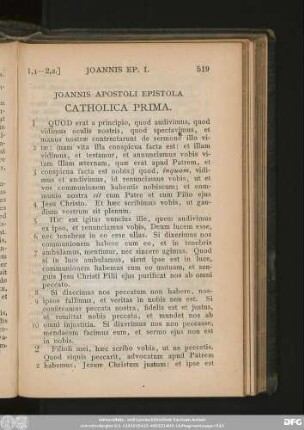 1,1—2,2.] JOANNIS EP. I. 519
JOANNIS APOSTOLI EPISTOLA
CATHOLICA PRIMA.
1 QUOD erat a principio, quod audivimus, quod
vidimus oculis nostris, quod spectavimus, et
manus nostræ contrectarunt de sermone illo vi-
2 tæ: (nam vita illa conspicua facta est: et illam
vidimus, et testamur, et annunciamus vobis vi-
tam illam æternam, quæ erat apud Patrem, et
3 conspicua facta est nobis;) quod, inquam, vidi-
mus et audivimus, id renunciamus vobis, ut et
vos communionem habeatis nobiscum; et com-
munio nostra sit cum Patre et cum Filio ejus
4 Jesu Christo. Et hæc scribimus vobis, ut gau-
dium vestrum sit plenum.
5 Hic est igitur nuncius ille, quem audivimus
ex ipso, et renunciamus vobis, Deum lucem esse,
6 nec tenebras in eo esse ullas. Si dixerimus nos
communionem habere cum eo, et in tenebris
7 ambulamus, mentimur, nec sincere agimus. Quod
si in luce ambulamus, sicut ipse est in luce,
communionem habemus cum eo mutuam, et san-
guis Jesu Christi Filii ejus purificat nos ab omni
peccato.
8 Si dixerimus nos peccatum non habere, nos-
9 ipsos fallimus, et veritas in nobis non est. Si
confiteamur peccata nostra, fidelis est et justus,
ut remittat nobis peccata, et mundet nos ab
10 omni injustitia. Si dixerimus nos non peccasse,
mendacem facimus eum, et sermo ejus non est
in nobis.
2 Filioli mei, hæc scribo vobis, ut ne peccetis.
Quod siquis peccarit, advocatum apud Patrem
2 habemus, Jesum Christum justum: et ipse est